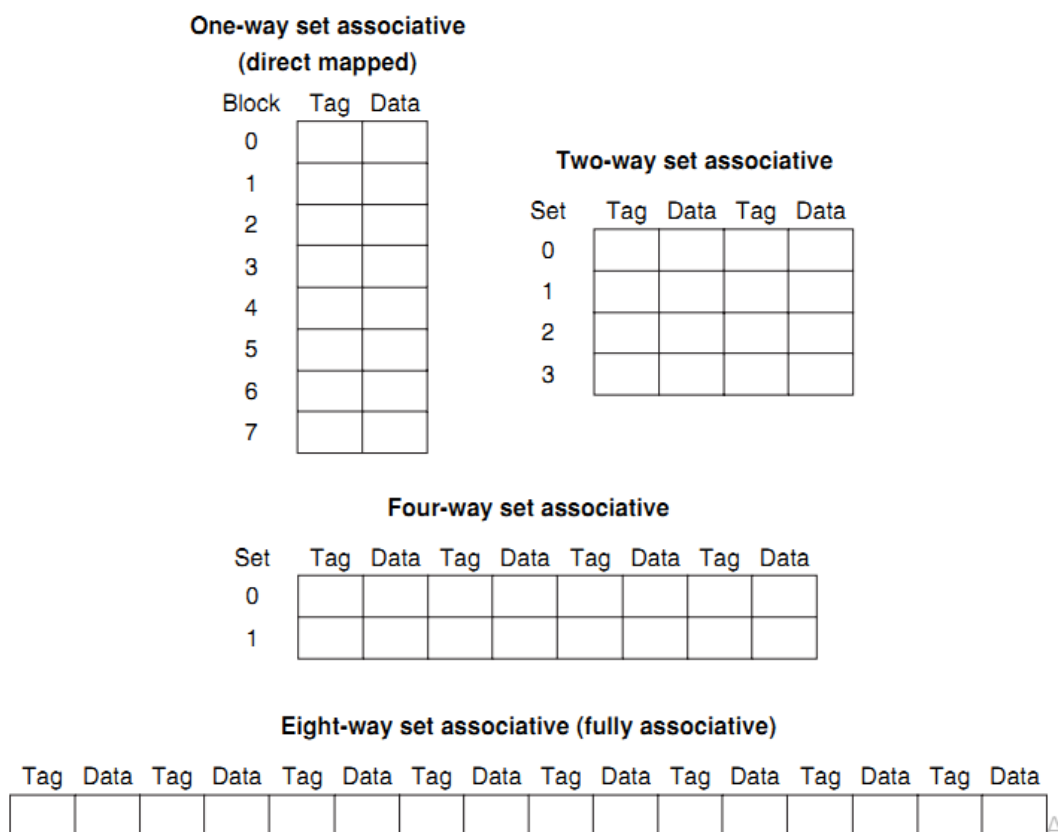 One-way set associative
(direct mapped)
Block Tag Data
0
1
2
3
4
5
6
7
Two-way set associative
Set Tag Data Tag Data
0
1
2
3
Four-way set associative
Set Tag Data Tag Data Tag Data Tag Data
0
1
Eight-way set associative (fully associative)
Tag Data Tag Data Tag Data Tag Data Tag Data Tag Data Tag Data Tag Data